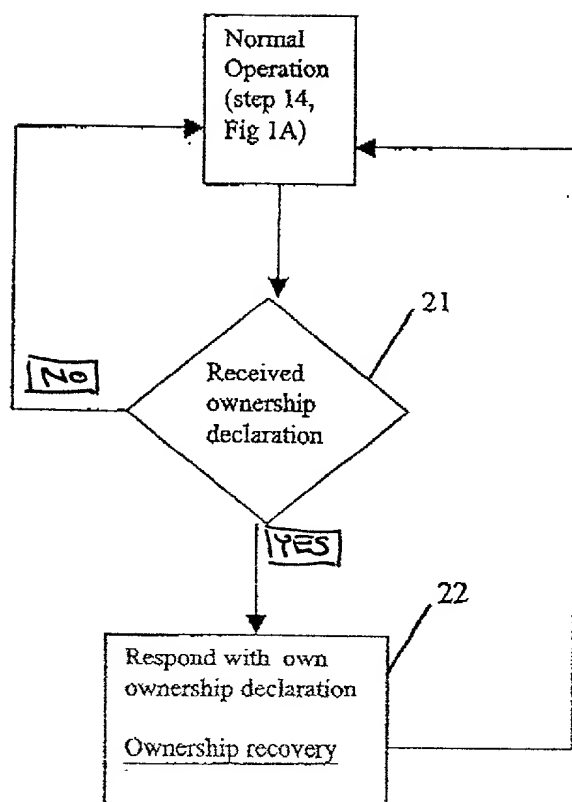 Normal
Operation
(step 14,
Fig 1A)
21
Received
ownership
declaration
NO
YES
22
Respond with own
ownership declaration
Ownership recovery